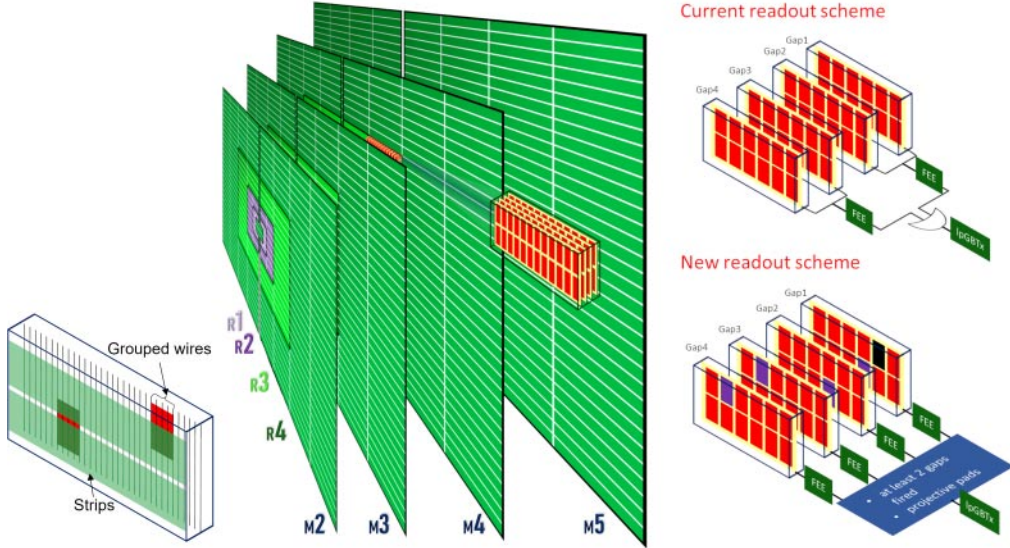 Current readout scheme
Gap1
Gap2
Gap3
Gap4
FEE
FEE
lpGBTx
New readout scheme
Gap1
Gap2
Gap3
Gap4
FEE
FEE
FEE
FEE
• at least 2 gaps
fired
• projective pads
lpGBTx
Grouped wires
Strips
R1
R2
R3
R4
M2
M3
M4
M5